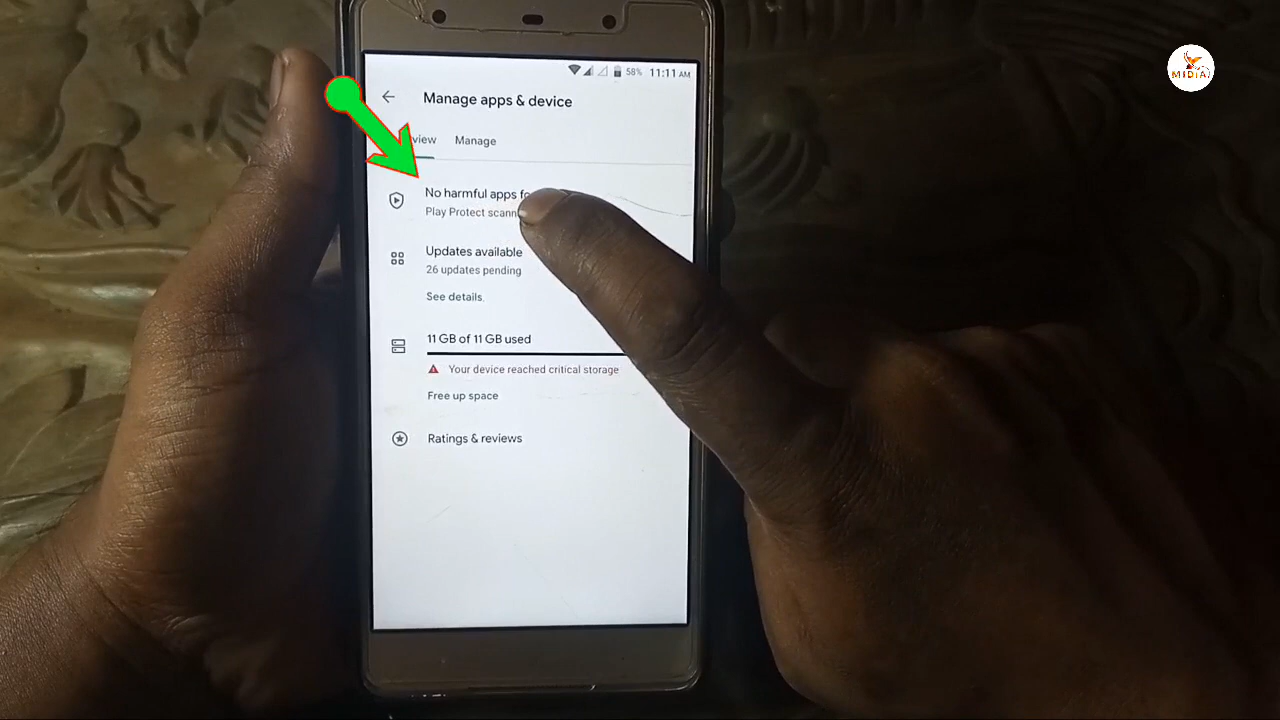 58% 11:11 AM
Manage apps & device
view Manage
No harmful apps
Play Protect
Updates available
26 updates pending
See details
11 GB of 11 GB used
Your device reached critical storage
Free up space
Ratings & reviews
MIDIA